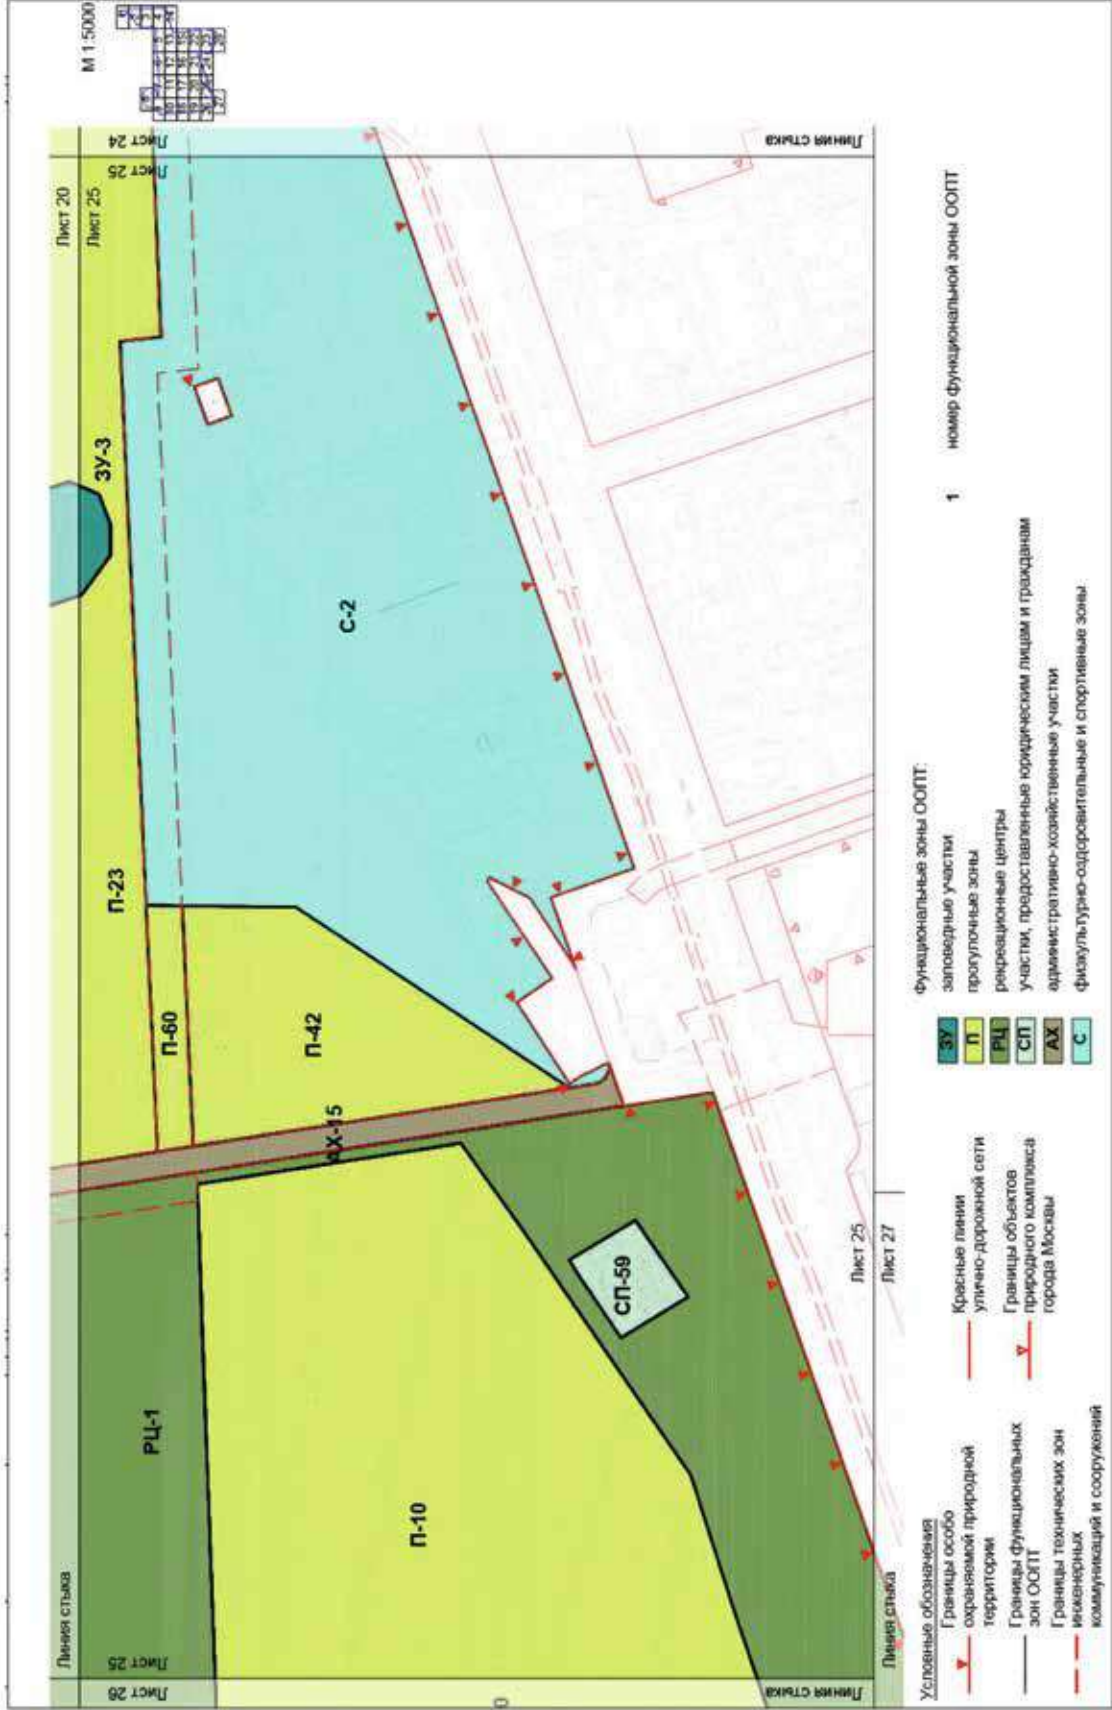 М 1:5000
Лист 20
Лист 25
Лист 24
Лист 25
Линия стыка
Линия стыка
Лист 26
Лист 25
Линия стыка
Линия стыка
Лист 25
Лист 27
ЗУ-3
П-23
П-60
П-42
С-2
АХ-15
РЦ-1
П-10
СП-59
Условные обозначения
Границы особо
охраняемой природной
территории
Границы функциональных
зон ООПТ
Границы технических зон
инженерных
коммуникаций и сооружений
Красные линии
улично-дорожной сети
Границы объектов
природного комплекса
города Москвы
Функциональные зоны ООПТ:
ЗУ заповедные участки
П прогулочные зоны
РЦ рекреационные центры
СП участки, предоставленные юридическим лицам и гражданам
АХ административно-хозяйственные участки
С физкультурно-оздоровительные и спортивные зоны
1 номер функциональной зоны ООПТ